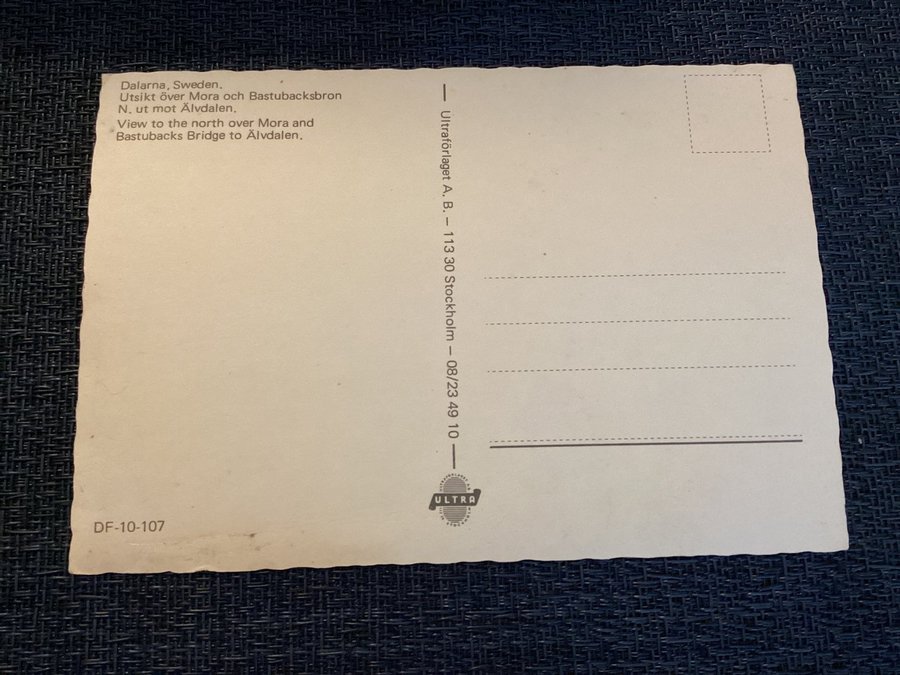 Dalarna, Sweden.
Utsikt över Mora och Bastubacksbron
N. ut mot Älvdalen.
View to the north over Mora and
Bastubacks Bridge to Älvdalen.
Ultraförlaget A. B. — 113 30 Stockholm — 08/23 49 10
ULTRA
DF-10-107